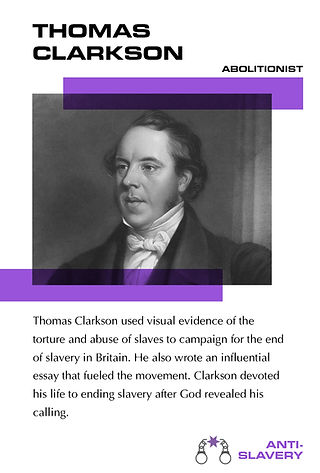 THOMAS
CLARKSON
ABOLITIONIST
Thomas Clarkson used visual evidence of the
torture and abuse of slaves to campaign for the end
of slavery in Britain. He also wrote an influential
essay that fueled the movement. Clarkson devoted
his life to ending slavery after God revealed his
calling.
ANTI-
SLAVERY